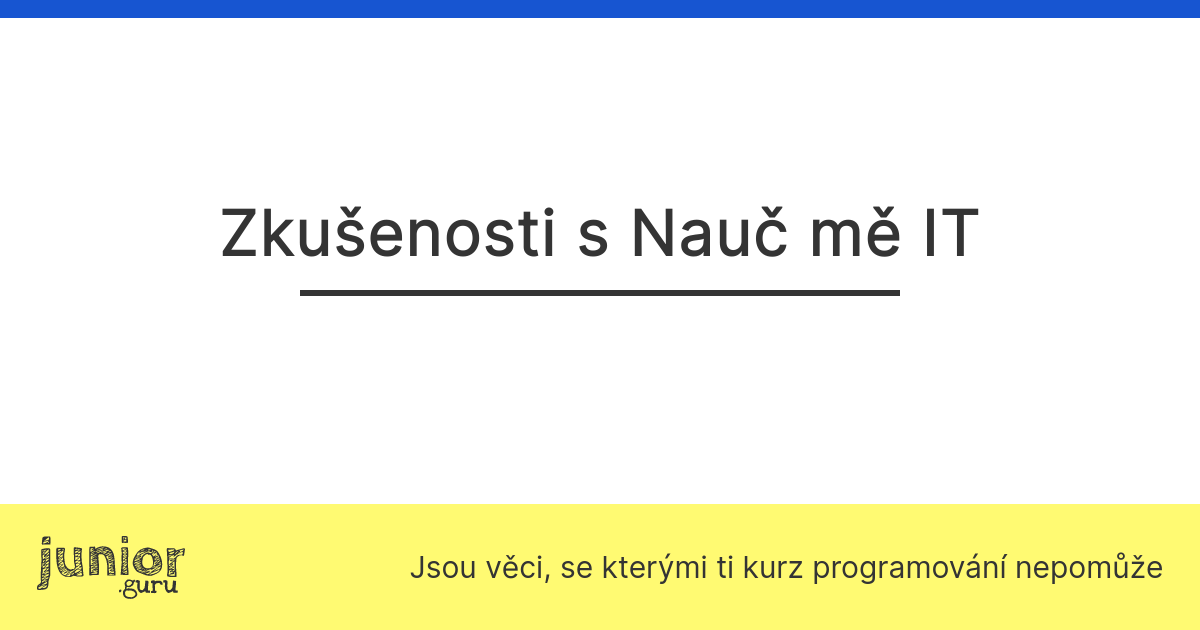 Zkušenosti s Nauč mě IT
junior
.guru
Jsou věci, se kterými ti kurz programování nepomůže